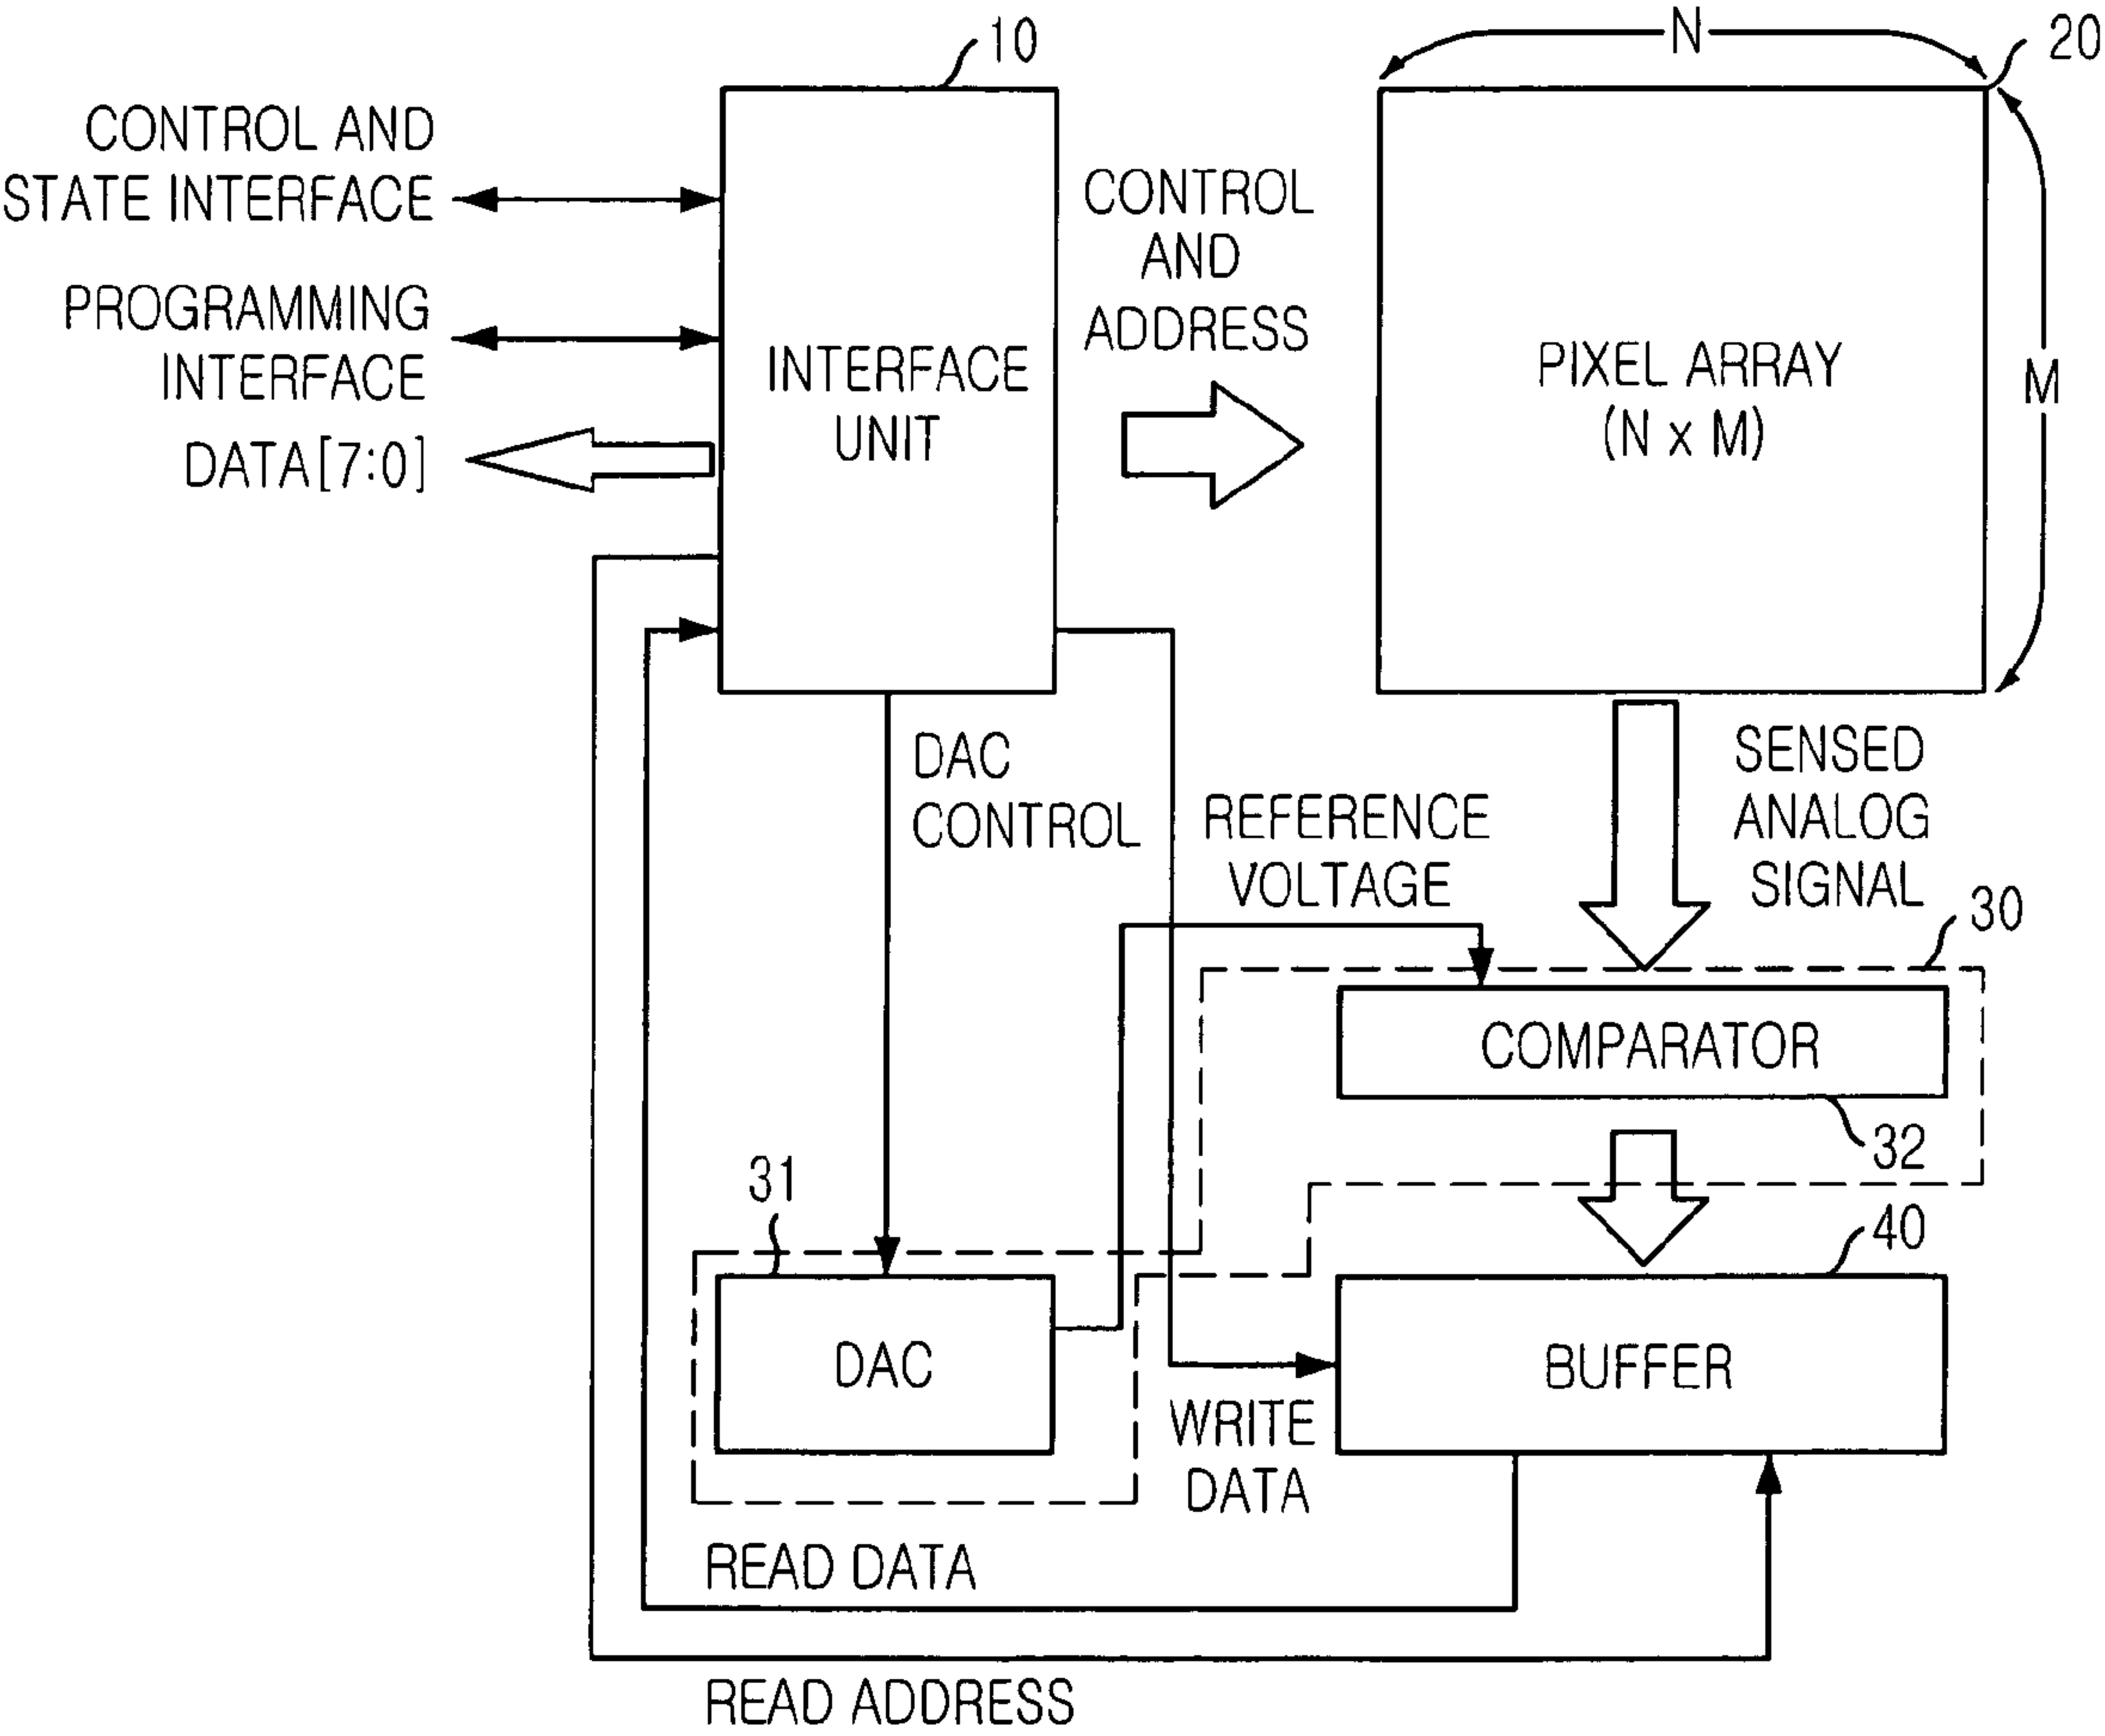 10
N
20
CONTROL AND
STATE INTERFACE
PROGRAMMING
INTERFACE
DATA[7:0]
INTERFACE
UNIT
CONTROL
AND
ADDRESS
PIXEL ARRAY
(N x M)
M
DAC
CONTROL
REFERENCE
VOLTAGE
SENSED
ANALOG
SIGNAL
30
COMPARATOR
32
31
DAC
40
BUFFER
WRITE
DATA
READ DATA
READ ADDRESS